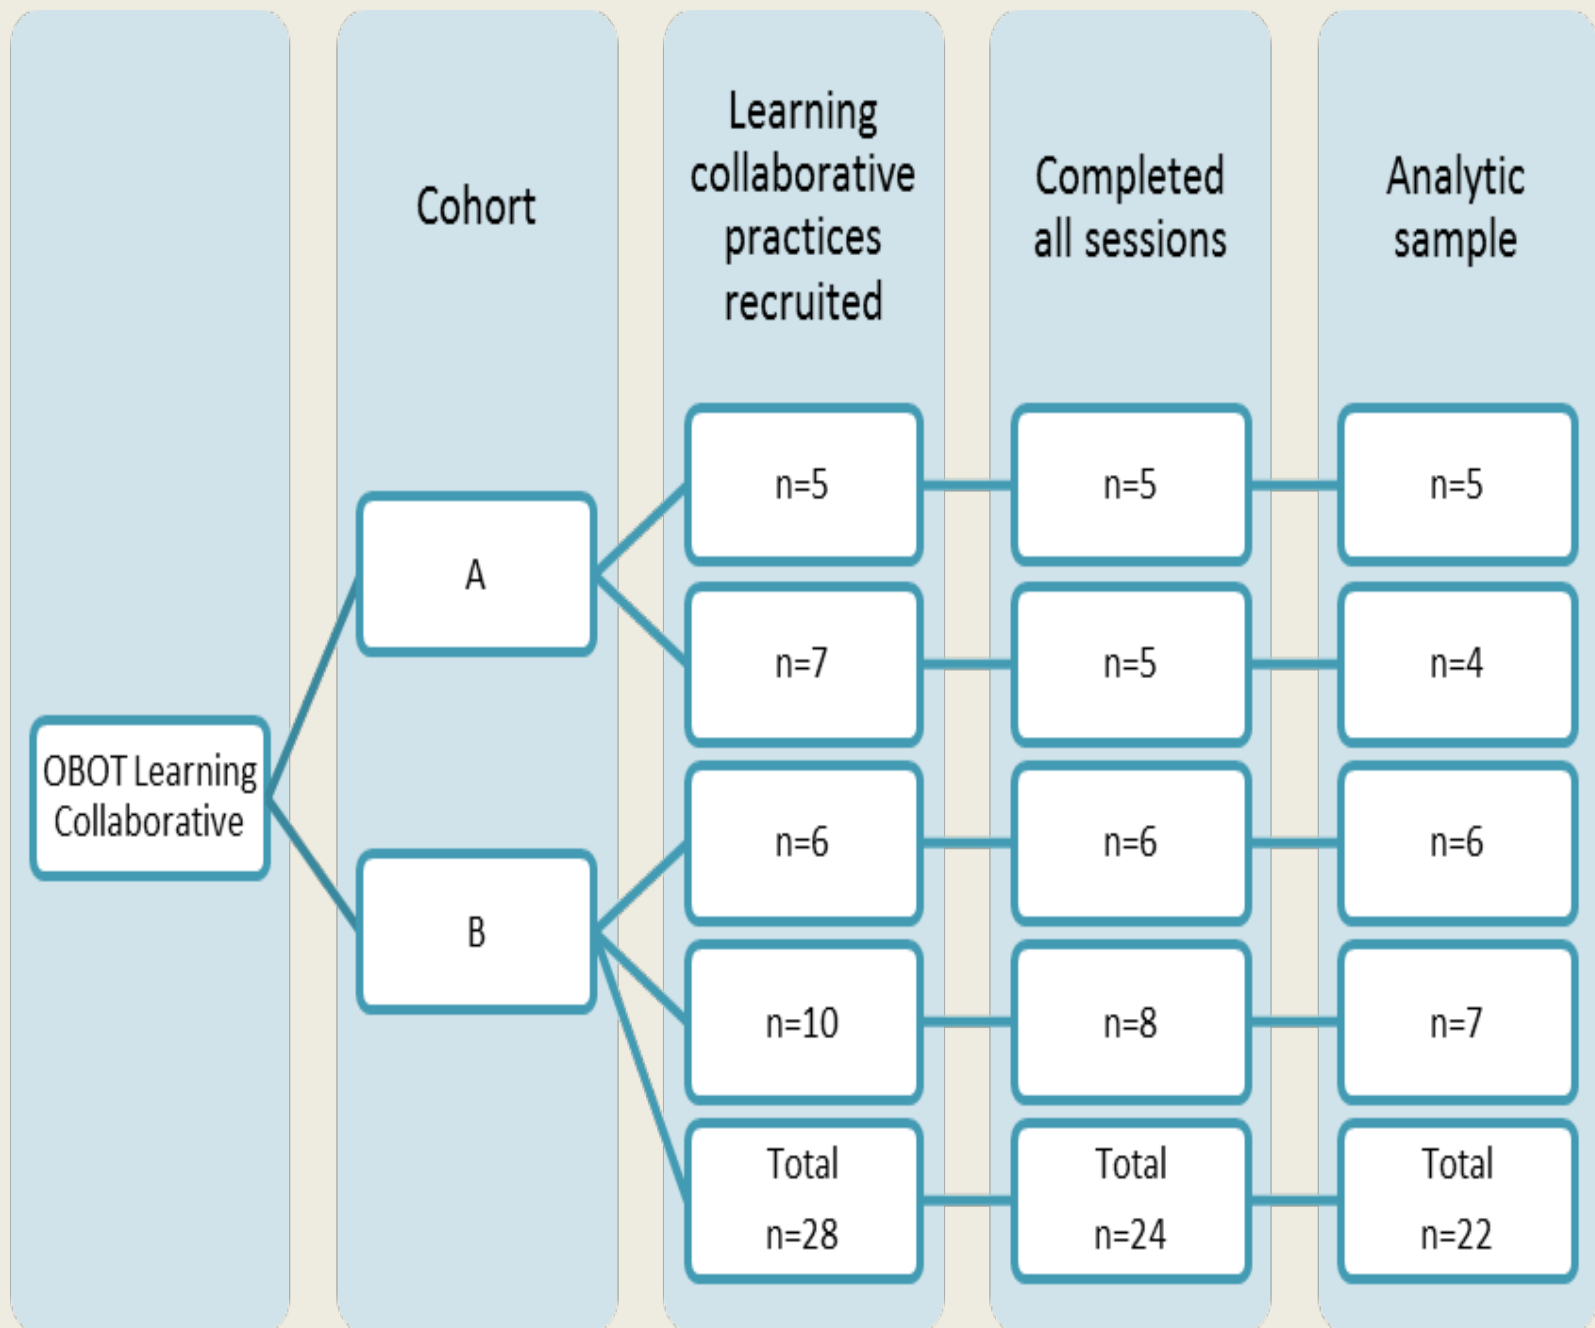 Cohort
Learning
collaborative
practices
recruited
Completed
all sessions
Analytic
sample
OBOT Learning
Collaborative
A
B
n=5
n=5
n=5
n=7
n=5
n=4
n=6
n=6
n=6
n=10
n=8
n=7
Total
n=28
Total
n=24
Total
n=22